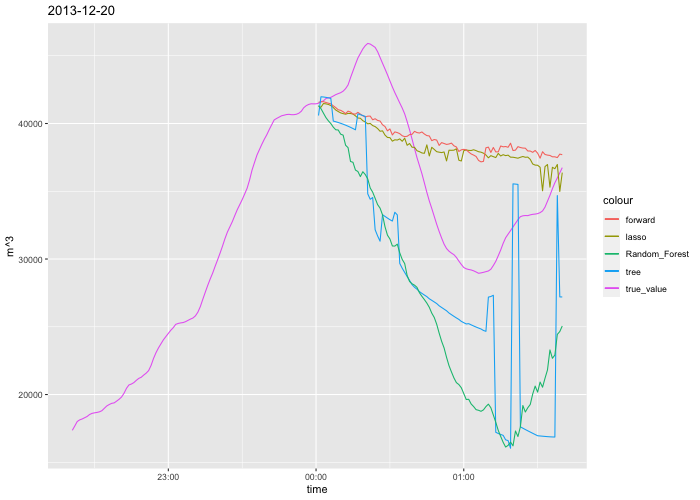 2013-12-20
m^3
40000
30000
20000
23:00
00:00
01:00
time
colour
forward
lasso
Random_Forest
tree
true_value